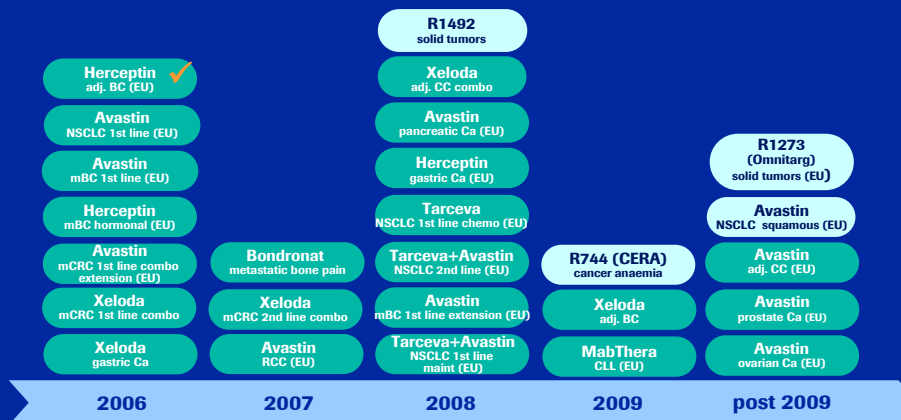 Herceptin
adj. BC (EU)
Avastin
NSCLC 1st line (EU)
Avastin
mBC 1st line (EU)
Herceptin
mBC hormonal (EU)
Avastin
mCRC 1st line combo
extension (EU)
Xeloda
mCRC 1st line combo
Xeloda
gastric Ca
2006
Bondronat
metastatic bone pain
Xeloda
mCRC 2nd line combo
Avastin
RCC (EU)
2007
R1492
solid tumors
Xeloda
adj. CC combo
Avastin
pancreatic Ca (EU)
Herceptin
gastric Ca (EU)
Tarceva
NSCLC 1st line chemo (EU)
Tarceva+Avastin
NSCLC 2nd line (EU)
Avastin
mBC 1st line extension (EU)
Tarceva+Avastin
NSCLC 1st line
maint (EU)
2008
R744 (CERA)
cancer anaemia
Xeloda
adj. BC
MabThera
CLL (EU)
2009
R1273
(Omnitarg)
solid tumors (EU)
Avastin
NSCLC squamous (EU)
Avastin
adj. CC (EU)
Avastin
prostate Ca (EU)
Avastin
ovarian Ca (EU)
post 2009